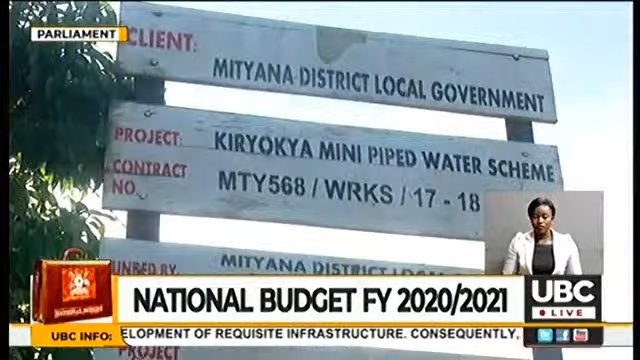 PARLIAMENT
CLIENT:
MITYANA DISTRICT LOCAL GOVERNMENT
PROJECT:
KIRYOKYA MINI PIPED WATER SCHEME
CONTRACT NO.
MTY568 / WRKS / 17 - 18
MITYANA DISTRICT
NATIONAL BUDGET FY 2020/2021
UBC
LIVE
UBC INFO:
ELOPMENT OF REQUISITE INFRASTRUCTURE. CONSEQUENTLY,
PROJECT